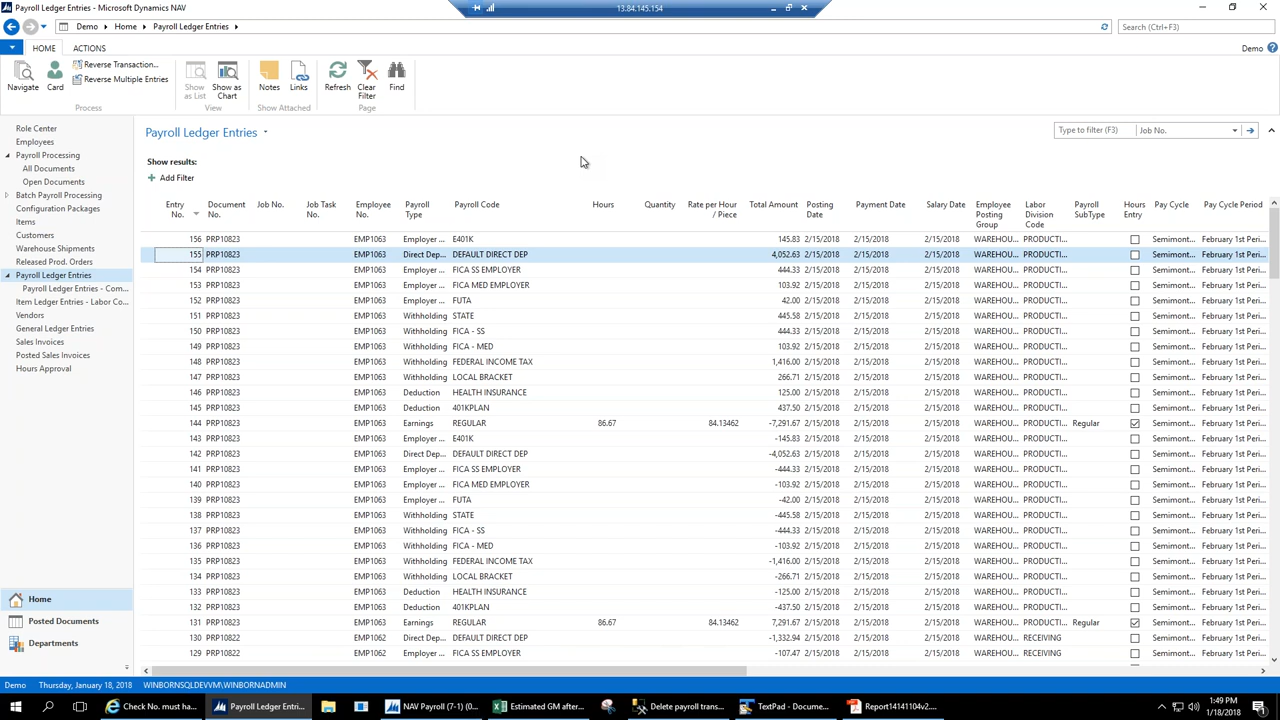 Payroll Ledger Entries - Microsoft Dynamics NAV
13.84.145.154
Demo Home Payroll Ledger Entries
Search (Ctrl+F3)
HOME ACTIONS
Demo
Navigate Card Reverse Transaction... Reverse Multiple Entries Show as List Show as Chart Notes Links Refresh Clear Filter Find
Process View Show Attached Page
Role Center
Employees
Payroll Processing
All Documents
Open Documents
Batch Payroll Processing
Configuration Packages
Items
Customers
Warehouse Shipments
Released Prod. Orders
Payroll Ledger Entries
Payroll Ledger Entries - Com...
Item Ledger Entries - Labor Co...
Vendors
General Ledger Entries
Sales Invoices
Posted Sales Invoices
Hours Approval
Home
Posted Documents
Departments
Payroll Ledger Entries
Type to filter (F3) Job No.
Show results:
Add Filter
Entry No. Document No. Job No. Job Task No. Employee No. Payroll Type Payroll Code Hours Quantity Rate per Hour / Piece Total Amount Posting Date Payment Date Salary Date Employee Posting Group Labor Division Code Payroll SubType Hours Entry Pay Cycle Pay Cycle Period
156 PRP10823 EMP1063 Employer ... E401K 145.83 2/15/2018 2/15/2018 2/15/2018 WAREHOU... PRODUCTI... Semimont... February 1st Peri...
155 PRP10823 EMP1063 Direct Dep... DEFAULT DIRECT DEP 4,052.63 2/15/2018 2/15/2018 2/15/2018 WAREHOU... PRODUCTI... Semimont... February 1st Peri...
154 PRP10823 EMP1063 Employer ... FICA SS EMPLOYER 444.33 2/15/2018 2/15/2018 2/15/2018 WAREHOU... PRODUCTI... Semimont... February 1st Peri...
153 PRP10823 EMP1063 Employer ... FICA MED EMPLOYER 103.92 2/15/2018 2/15/2018 2/15/2018 WAREHOU... PRODUCTI... Semimont... February 1st Peri...
152 PRP10823 EMP1063 Employer ... FUTA 42.00 2/15/2018 2/15/2018 2/15/2018 WAREHOU... PRODUCTI... Semimont... February 1st Peri...
151 PRP10823 EMP1063 Withholding STATE 445.58 2/15/2018 2/15/2018 2/15/2018 WAREHOU... PRODUCTI... Semimont... February 1st Peri...
150 PRP10823 EMP1063 Withholding FICA - SS 444.33 2/15/2018 2/15/2018 2/15/2018 WAREHOU... PRODUCTI... Semimont... February 1st Peri...
149 PRP10823 EMP1063 Withholding FICA - MED 103.92 2/15/2018 2/15/2018 2/15/2018 WAREHOU... PRODUCTI... Semimont... February 1st Peri...
148 PRP10823 EMP1063 Withholding FEDERAL INCOME TAX 1,416.00 2/15/2018 2/15/2018 2/15/2018 WAREHOU... PRODUCTI... Semimont... February 1st Peri...
147 PRP10823 EMP1063 Withholding LOCAL BRACKET 266.71 2/15/2018 2/15/2018 2/15/2018 WAREHOU... PRODUCTI... Semimont... February 1st Peri...
146 PRP10823 EMP1063 Deduction HEALTH INSURANCE 125.00 2/15/2018 2/15/2018 2/15/2018 WAREHOU... PRODUCTI... Semimont... February 1st Peri...
145 PRP10823 EMP1063 Deduction 401KPLAN 437.50 2/15/2018 2/15/2018 2/15/2018 WAREHOU... PRODUCTI... Semimont... February 1st Peri...
144 PRP10823 EMP1063 Earnings REGULAR 86.67 84.13462 -7,291.67 2/15/2018 2/15/2018 2/15/2018 WAREHOU... PRODUCTI... Regular Semimont... February 1st Peri...
143 PRP10823 EMP1063 Employer ... E401K -145.83 2/15/2018 2/15/2018 2/15/2018 WAREHOU... PRODUCTI... Semimont... February 1st Peri...
142 PRP10823 EMP1063 Direct Dep... DEFAULT DIRECT DEP -4,052.63 2/15/2018 2/15/2018 2/15/2018 WAREHOU... PRODUCTI... Semimont... February 1st Peri...
141 PRP10823 EMP1063 Employer ... FICA SS EMPLOYER -444.33 2/15/2018 2/15/2018 2/15/2018 WAREHOU... PRODUCTI... Semimont... February 1st Peri...
140 PRP10823 EMP1063 Employer ... FICA MED EMPLOYER -103.92 2/15/2018 2/15/2018 2/15/2018 WAREHOU... PRODUCTI... Semimont... February 1st Peri...
139 PRP10823 EMP1063 Employer ... FUTA -42.00 2/15/2018 2/15/2018 2/15/2018 WAREHOU... PRODUCTI... Semimont... February 1st Peri...
138 PRP10823 EMP1063 Withholding STATE -445.58 2/15/2018 2/15/2018 2/15/2018 WAREHOU... PRODUCTI... Semimont... February 1st Peri...
137 PRP10823 EMP1063 Withholding FICA - SS -444.33 2/15/2018 2/15/2018 2/15/2018 WAREHOU... PRODUCTI... Semimont... February 1st Peri...
136 PRP10823 EMP1063 Withholding FICA - MED -103.92 2/15/2018 2/15/2018 2/15/2018 WAREHOU... PRODUCTI... Semimont... February 1st Peri...
135 PRP10823 EMP1063 Withholding FEDERAL INCOME TAX -1,416.00 2/15/2018 2/15/2018 2/15/2018 WAREHOU... PRODUCTI... Semimont... February 1st Peri...
134 PRP10823 EMP1063 Withholding LOCAL BRACKET -266.71 2/15/2018 2/15/2018 2/15/2018 WAREHOU... PRODUCTI... Semimont... February 1st Peri...
133 PRP10823 EMP1063 Deduction HEALTH INSURANCE -125.00 2/15/2018 2/15/2018 2/15/2018 WAREHOU... PRODUCTI... Semimont... February 1st Peri...
132 PRP10823 EMP1063 Deduction 401KPLAN -437.50 2/15/2018 2/15/2018 2/15/2018 WAREHOU... PRODUCTI... Semimont... February 1st Peri...
131 PRP10823 EMP1063 Earnings REGULAR 86.67 84.13462 7,291.67 2/15/2018 2/15/2018 2/15/2018 WAREHOU... PRODUCTI... Regular Semimont... February 1st Peri...
130 PRP10822 EMP1062 Direct Dep... DEFAULT DIRECT DEP -1,332.94 2/15/2018 2/15/2018 2/15/2018 WAREHOU... RECEIVING Semimont... February 1st Peri...
129 PRP10822 EMP1062 Employer ... FICA SS EMPLOYER -107.47 2/15/2018 2/15/2018 2/15/2018 WAREHOU... RECEIVING Semimont... February 1st Peri...
Demo Thursday, January 18, 2018 WINBORNSQLDEVVM\WINBORNADMIN
Check No. must ha... Payroll Ledger Entri... NAV Payroll (7-1) (0... Estimated GM after... Delete payroll trans... TextPad - Docume... Report14141104v2....
1:49 PM
1/18/2018